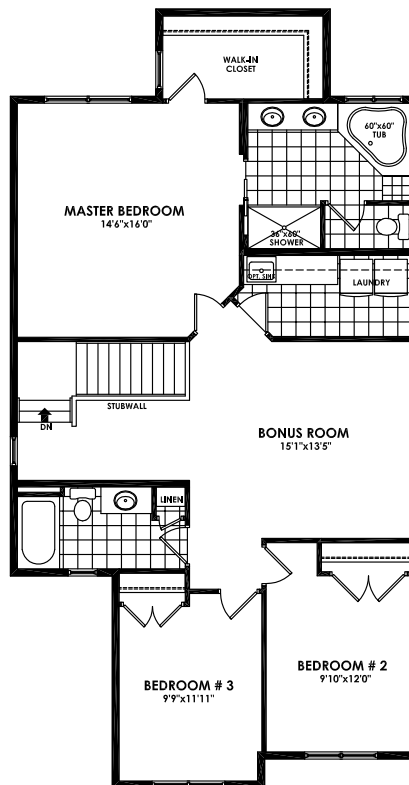 WALK-IN
CLOSET
60"x60"
TUB
MASTER BEDROOM
14'6"x16'0"
36"x60"
SHOWER
OPT. SINK
LAUNDRY
STUBWALL
DN
BONUS ROOM
15'1"x13'5"
LINEN
BEDROOM # 2
9'10"x12'0"
BEDROOM # 3
9'9"x11'11"